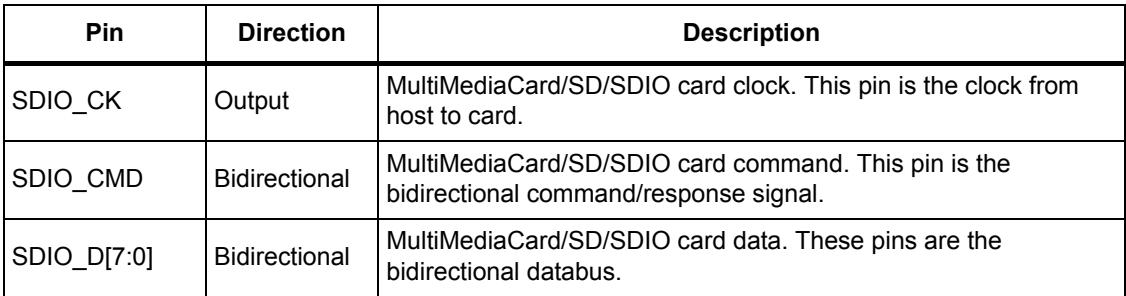 Pin Direction Description
SDIO_CK Output MultiMediaCard/SD/SDIO card clock. This pin is the clock from
host to card.
SDIO_CMD Bidirectional MultiMediaCard/SD/SDIO card command. This pin is the
bidirectional command/response signal.
SDIO_D[7:0] Bidirectional MultiMediaCard/SD/SDIO card data. These pins are the
bidirectional databus.